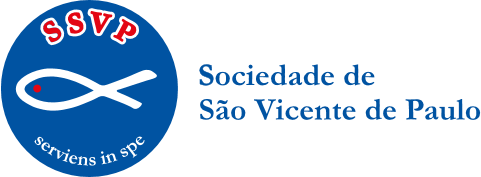 SSVP
serviens in spe
Sociedade de
São Vicente de Paulo